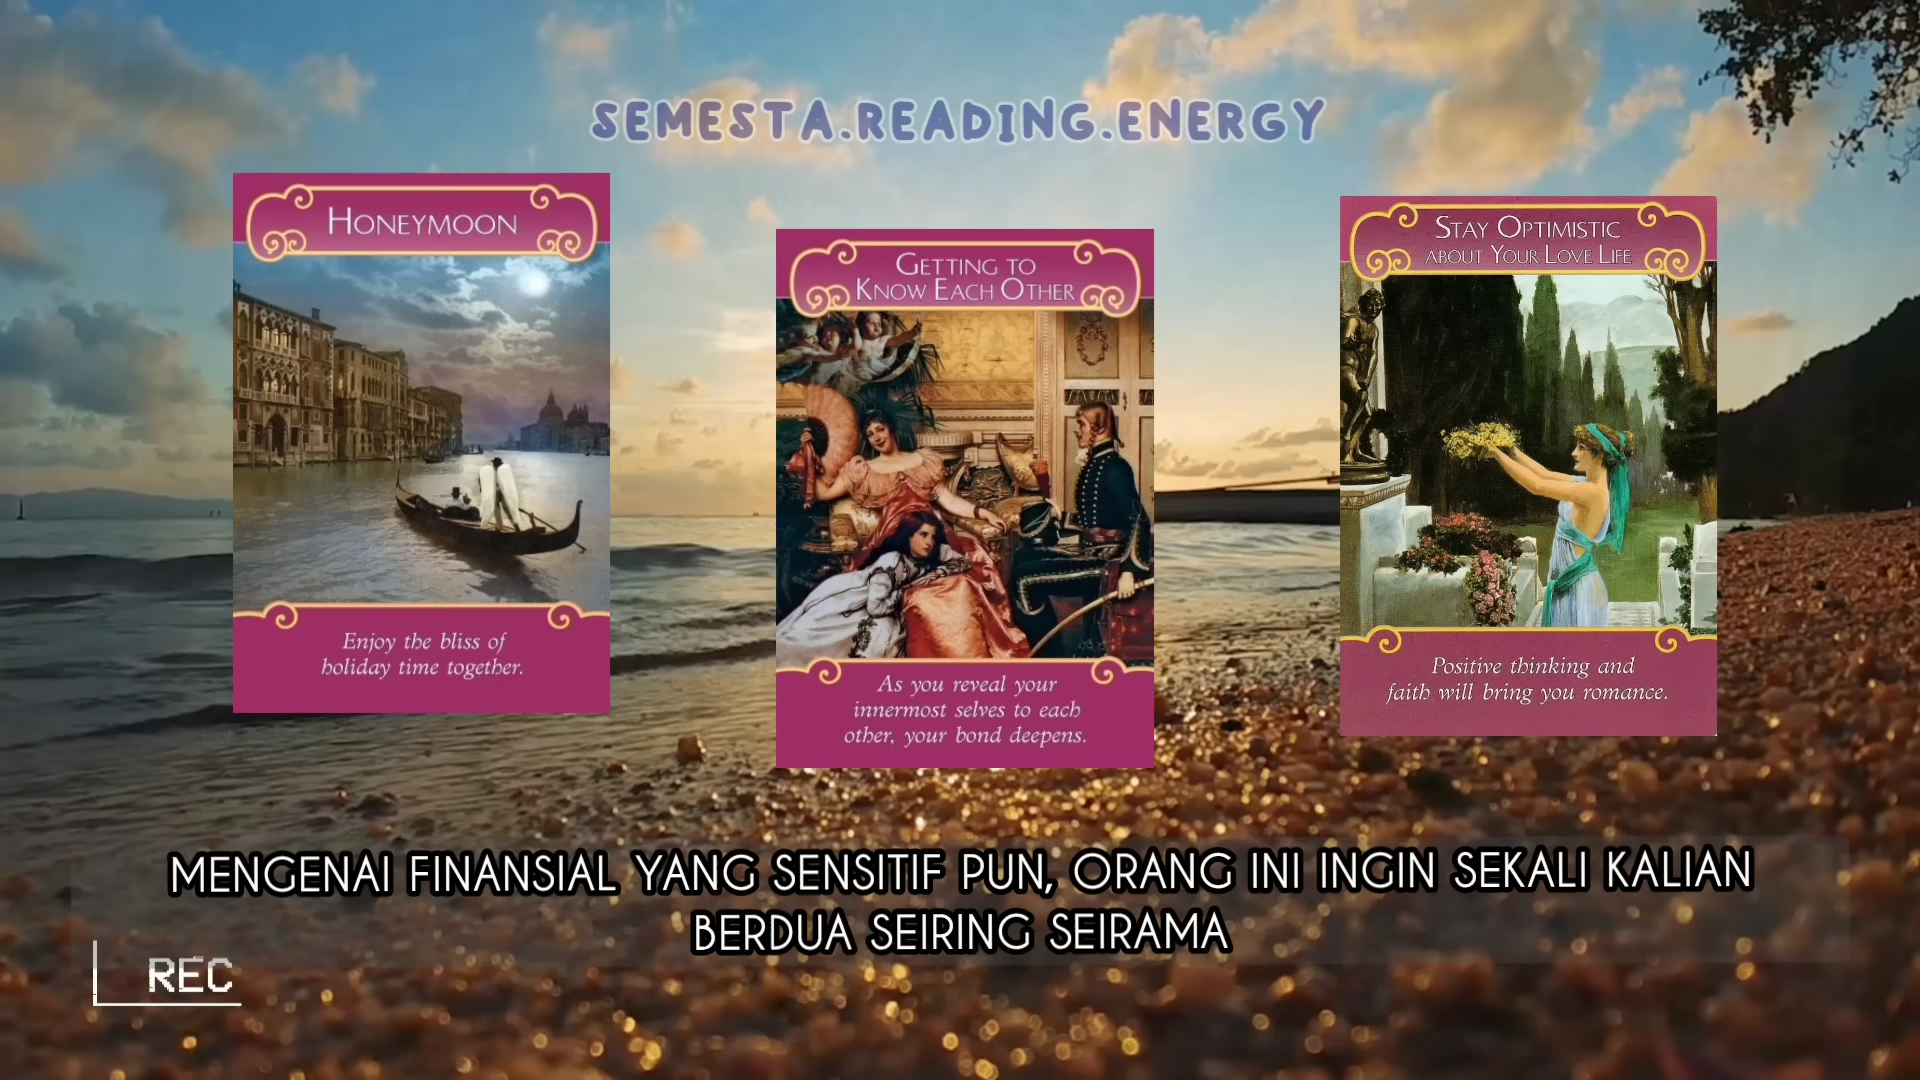 SEMESTA.READING.ENERGY
HONEYMOON
Enjoy the bliss of
holiday time together.
GETTING TO
KNOW EACH OTHER
As you reveal your
innermost selves to each
other, your bond deepens.
STAY OPTIMISTIC
ABOUT YOUR LOVE LIFE
Positive thinking and
faith will bring you romance.
MENGENAI FINANSIAL YANG SENSITIF PUN, ORANG INI INGIN SEKALI KALIAN
BERDUA SEIRING SEIRAMA
REC